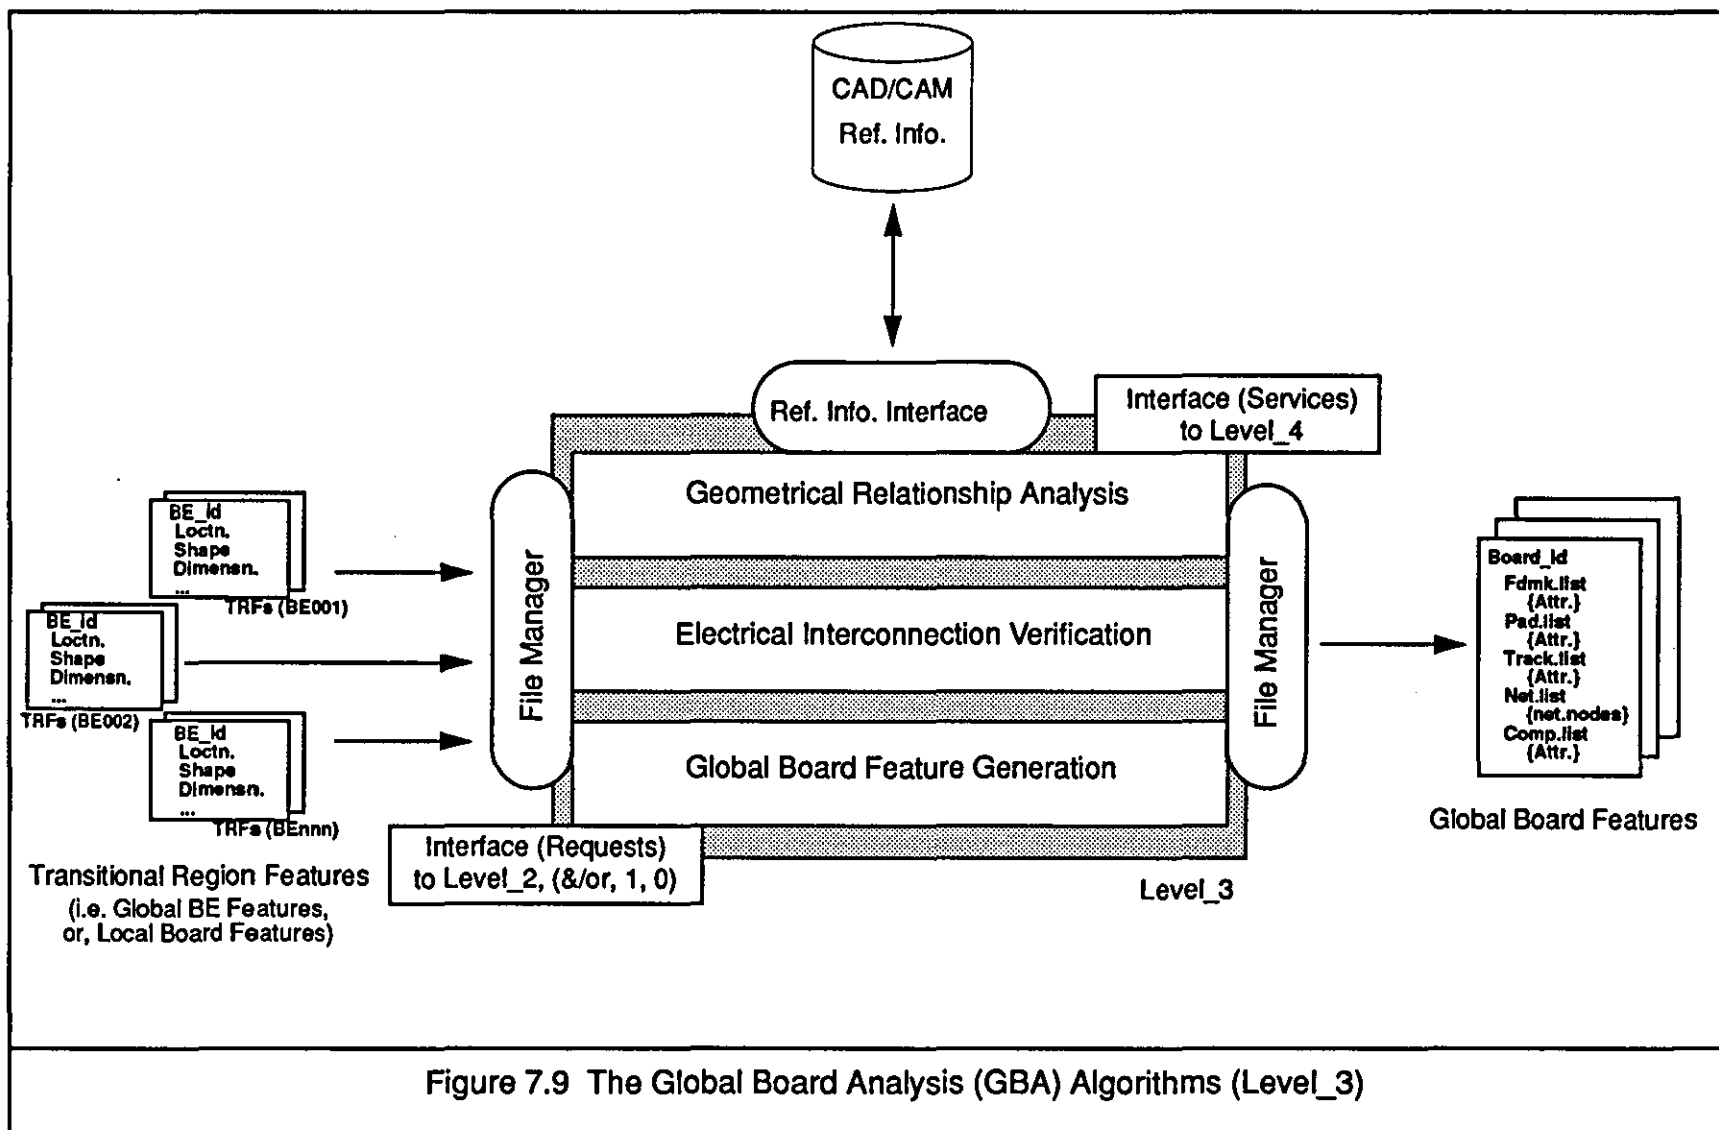 CAD/CAM
Ref. Info.
Ref. Info. Interface
Interface (Services)
to Level_4
Geometrical Relationship Analysis
Electrical Interconnection Verification
Global Board Feature Generation
File Manager
File Manager
BE_Id
Loctn.
Shape
Dimensn.
...
TRFs (BE001)
BE_Id
Loctn.
Shape
Dimensn.
...
TRFs (BE002)
BE_Id
Loctn.
Shape
Dimensn.
...
TRFs (BEnnn)
Transitional Region Features
(i.e. Global BE Features,
or, Local Board Features)
Interface (Requests)
to Level_2, (&/or, 1, 0)
Level_3
Board_Id
Fdmk.list
{Attr.}
Pad.list
{Attr.}
Track.list
{Attr.}
Net.list
{net.nodes}
Comp.list
{Attr.}
Global Board Features
Figure 7.9 The Global Board Analysis (GBA) Algorithms (Level_3)